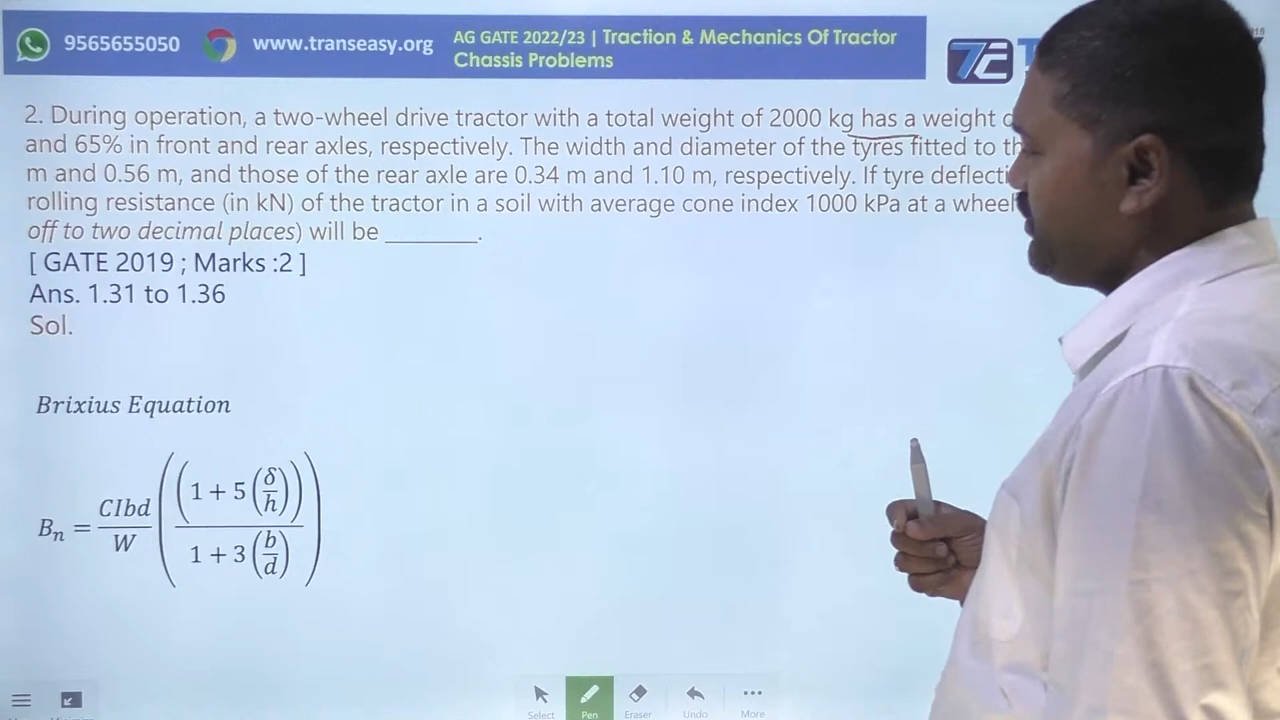 9565655050 www.transeasy.org AG GATE 2022/23 | Traction & Mechanics Of Tractor
Chassis Problems
2. During operation, a two-wheel drive tractor with a total weight of 2000 kg has a weight
and 65% in front and rear axles, respectively. The width and diameter of the tyres fitted to
m and 0.56 m, and those of the rear axle are 0.34 m and 1.10 m, respectively. If tyre
rolling resistance (in kN) of the tractor in a soil with average cone index 1000 kPa at a wheel
off to two decimal places) will be ________.
[ GATE 2019 ; Marks :2 ]
Ans. 1.31 to 1.36
Sol.
Brixius Equation
B_n = CIbd/W ((1 + 5(δ/h))/(1 + 3(b/d)))
Select Pen Eraser Undo More